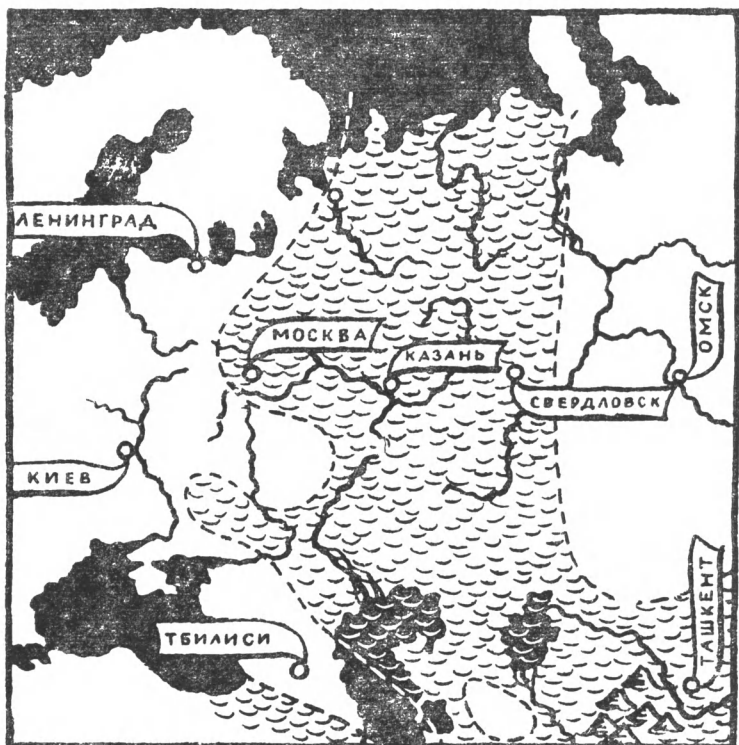 ЛЕНИНГРАД
МОСКВА
КАЗАНЬ
ОМСК
СВЕРДЛОВСК
КИЕВ
ТБИЛИСИ
ТАШКЕНТ